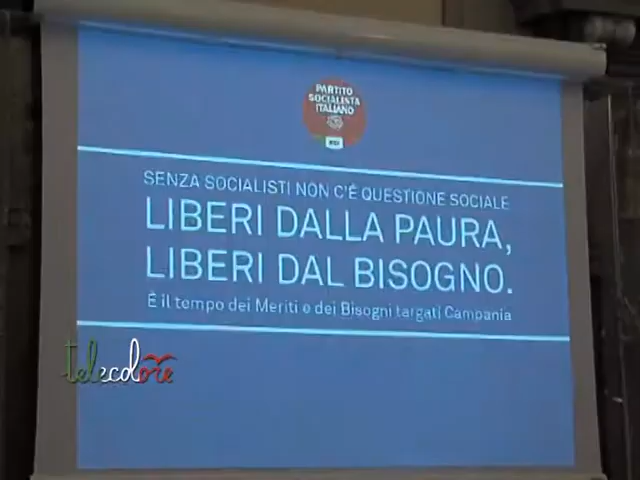 PARTITO
SOCIALISTA
ITALIANO
SENZA SOCIALISTI NON C'È QUESTIONE SOCIALE
LIBERI DALLA PAURA,
LIBERI DAL BISOGNO.
È il tempo dei Meriti e dei Bisogni targati Campania
telecolore